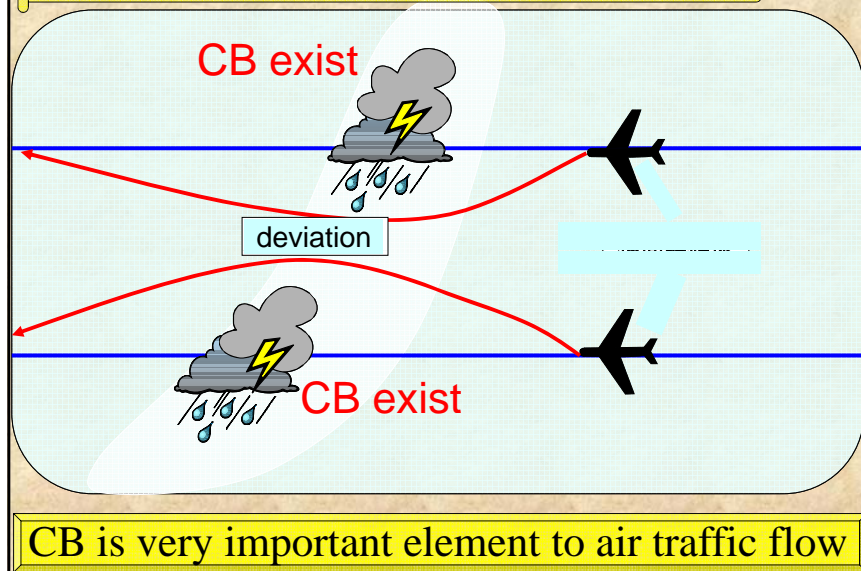 CB exist
deviation
CB exist
CB is very important element to air traffic flow